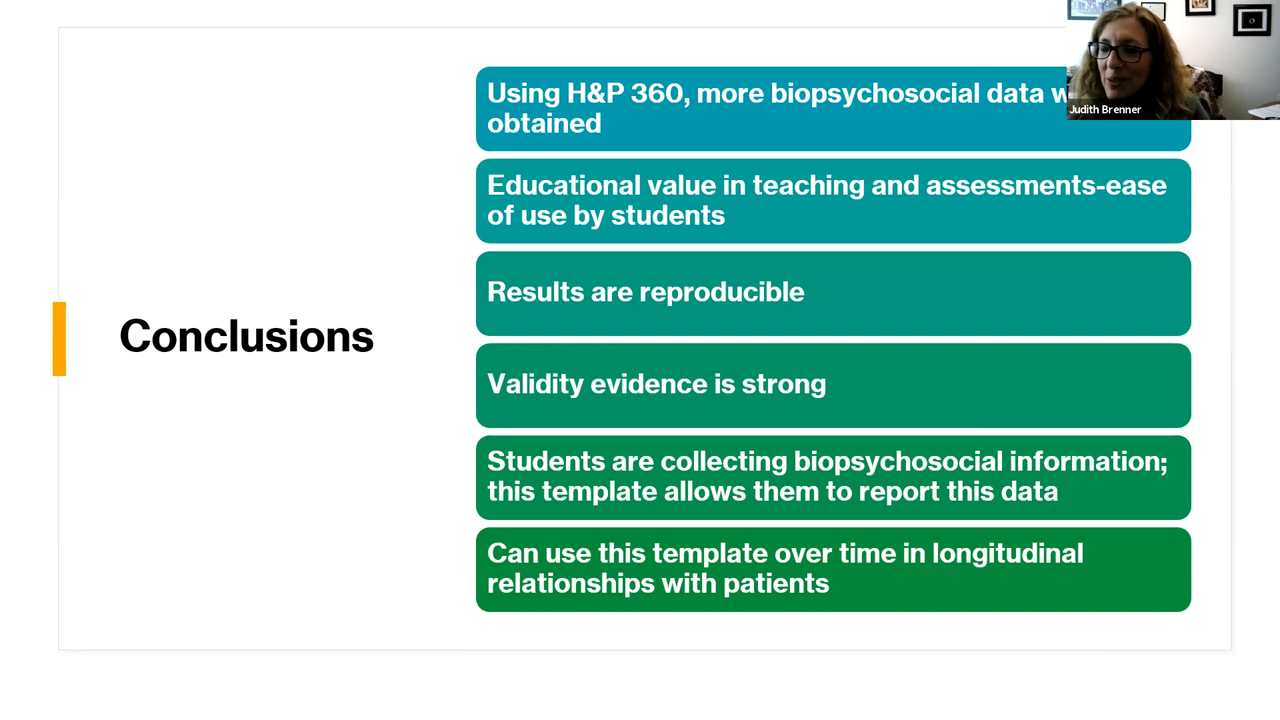 Conclusions
Using H&P 360, more biopsychosocial data
obtained
Educational value in teaching and assessments-ease
of use by students
Results are reproducible
Validity evidence is strong
Students are collecting biopsychosocial information;
this template allows them to report this data
Can use this template over time in longitudinal
relationships with patients
Judith Brenner